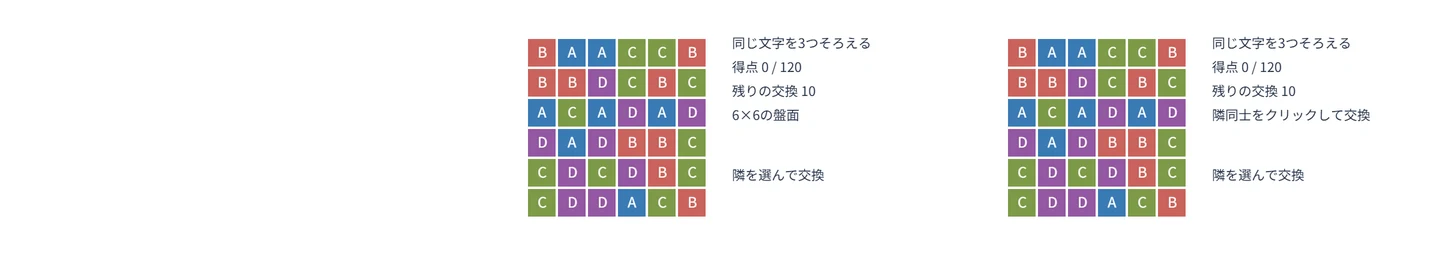 B A A C C B
B B D C B C
A C A D A D
D A D B B C
C D C D B C
C D D A C B
同じ文字を3つそろえる
得点 0 / 120
残りの交換 10
6×6の盤面
隣を選んで交換
B A A C C B
B B D C B C
A C A D A D
D A D B B C
C D C D B C
C D D A C B
同じ文字を3つそろえる
得点 0 / 120
残りの交換 10
隣同士をクリックして交換
隣を選んで交換